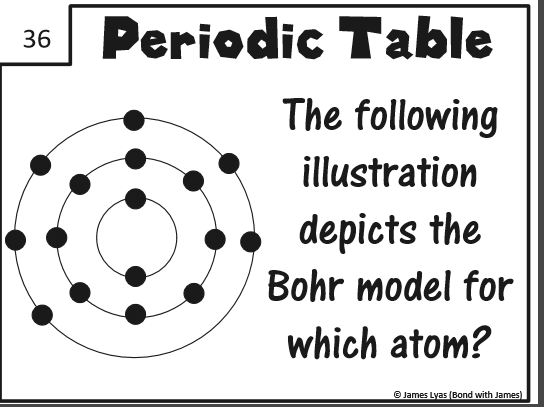 36
Periodic Table
The following
illustration
depicts the
Bohr model for
which atom?
© James Lyas (Bond with James)